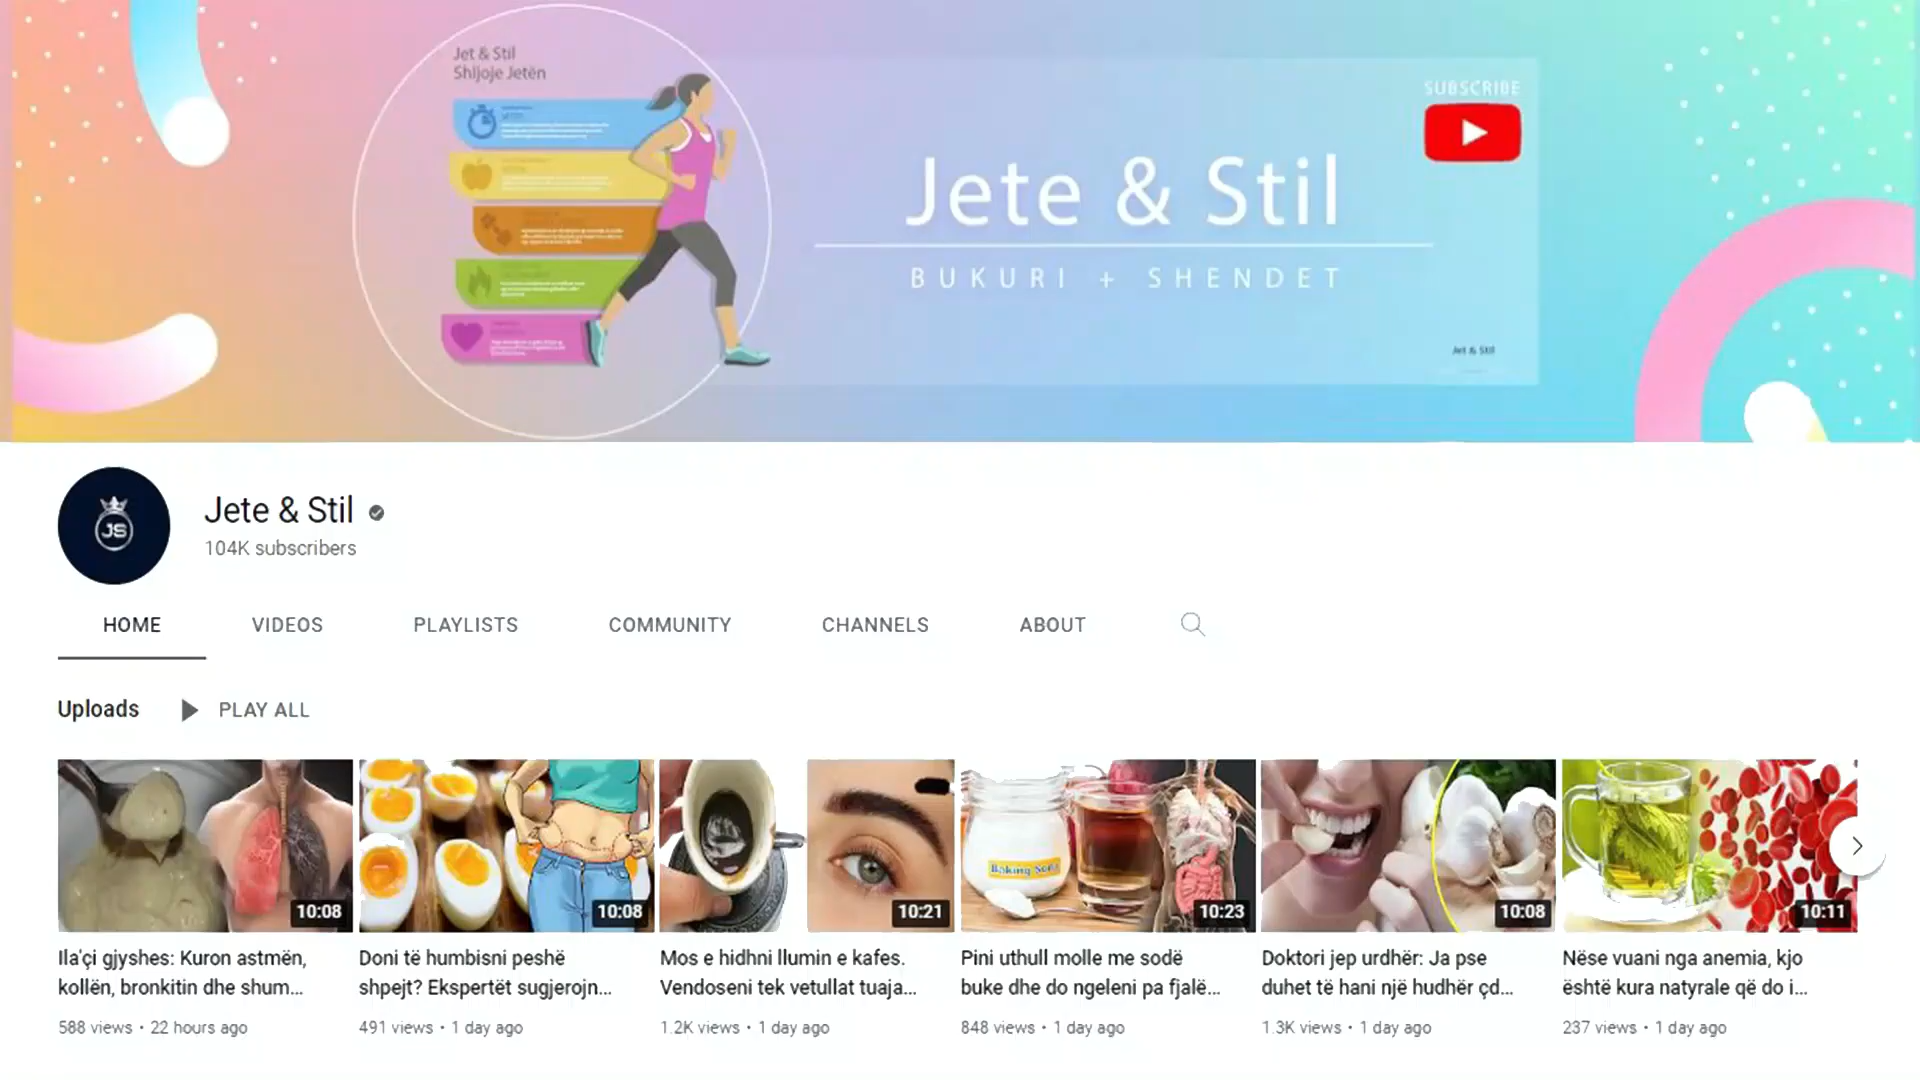 Jet & Stil
Shijoje Jetën
SUBSCRIBE
Jete & Stil
BUKURI + SHENDET
Jet & Stil
JS
Jete & Stil
104K subscribers
HOME VIDEOS PLAYLISTS COMMUNITY CHANNELS ABOUT
Uploads PLAY ALL
Baking Soda
10:08 10:08 10:21 10:23 10:08 10:11
Ila'çi gjyshes: Kuron astmën,
kollën, bronkitin dhe shum...
588 views • 22 hours ago
Doni të humbisni peshë
shpejt? Ekspertët sugjerojn...
491 views • 1 day ago
Mos e hidhni llumin e kafes.
Vendoseni tek vetullat tuaja...
1.2K views • 1 day ago
Pini uthull molle me sodë
buke dhe do ngeleni pa fjalë...
848 views • 1 day ago
Doktori jep urdhër: Ja pse
duhet të hani një hudhër çd...
1.3K views • 1 day ago
Nëse vuani nga anemia, kjo
është kura natyrale që do i...
237 views • 1 day ago